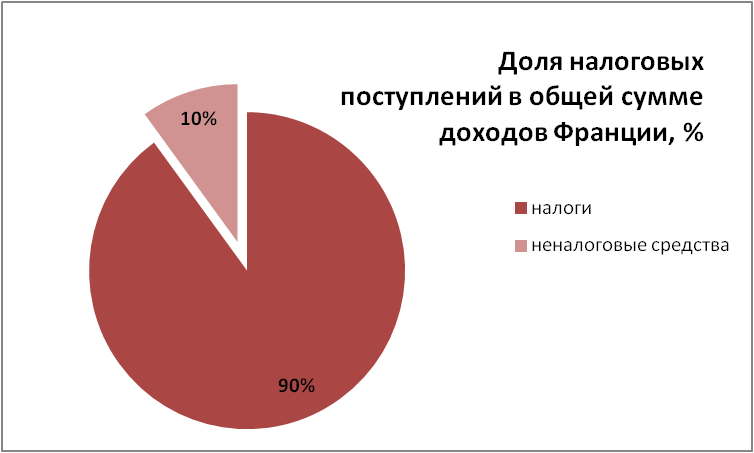 Доля налоговых
поступлений в общей сумме
доходов Франции, %
10%
налоги
неналоговые средства
90%